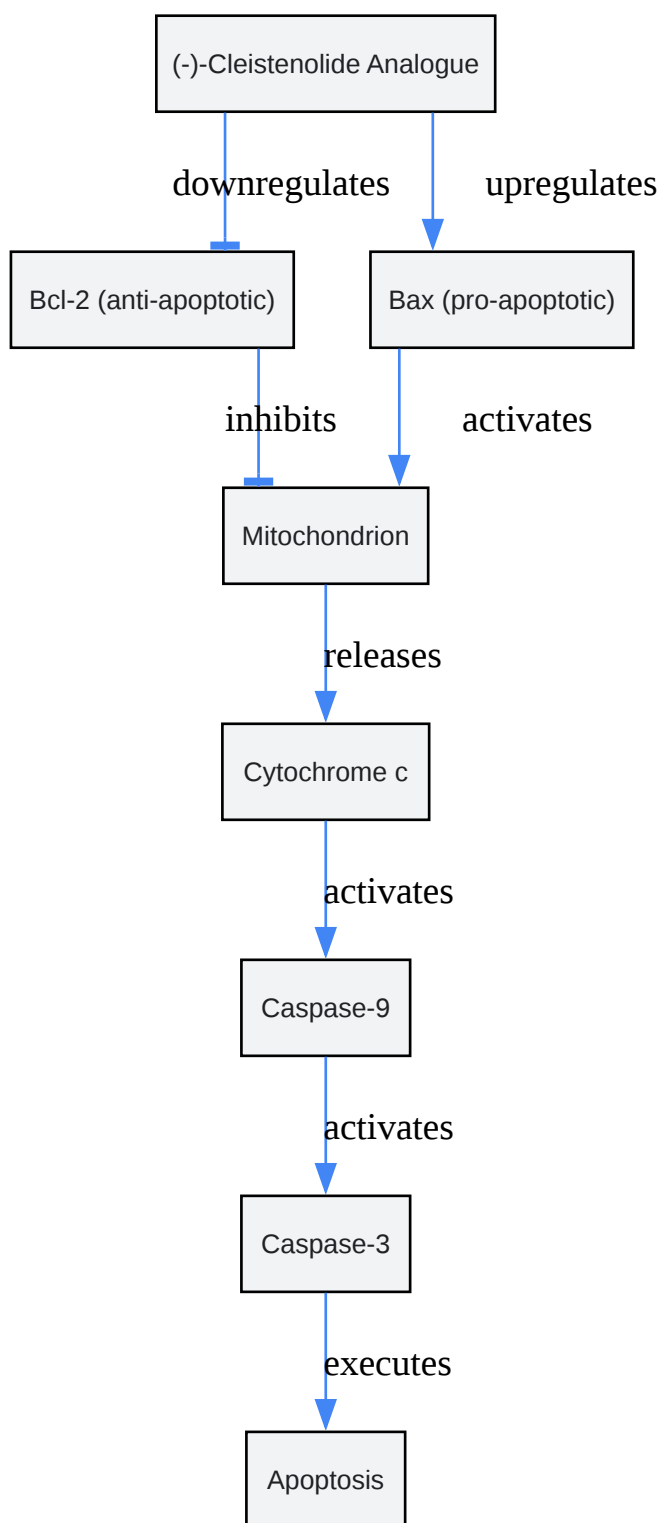 (-)-Cleistenolide Analogue
downregulates
upregulates
Bcl-2 (anti-apoptotic)
Bax (pro-apoptotic)
inhibits
activates
Mitochondrion
releases
Cytochrome c
activates
Caspase-9
activates
Caspase-3
executes
Apoptosis